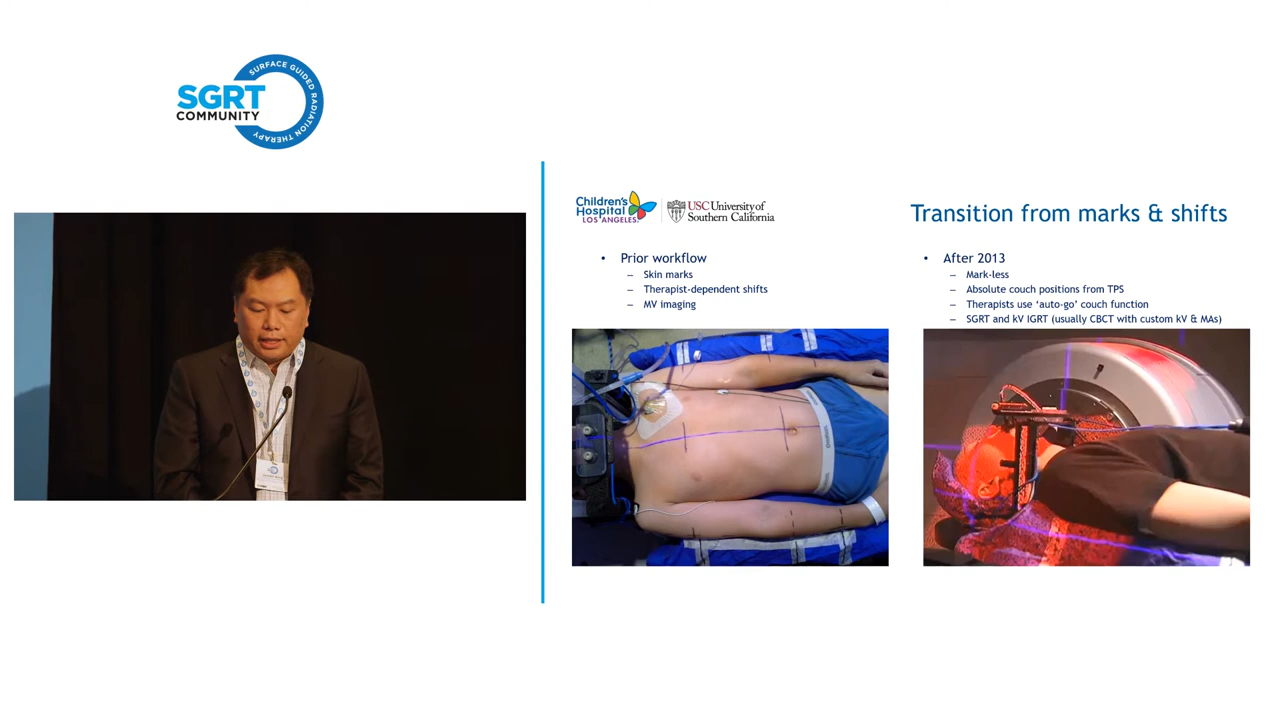 SURFACE GUIDED RADIATION THERAPY
SGRT
COMMUNITY
Children's
Hospital
LOS ANGELES.
USC University of
Southern California
Transition from marks & shifts
• Prior workflow
– Skin marks
– Therapist-dependent shifts
– MV imaging
• After 2013
– Mark-less
– Absolute couch positions from TPS
– Therapists use ‘auto-go’ couch function
– SGRT and kV IGRT (usually CBCT with custom kV & MAs)